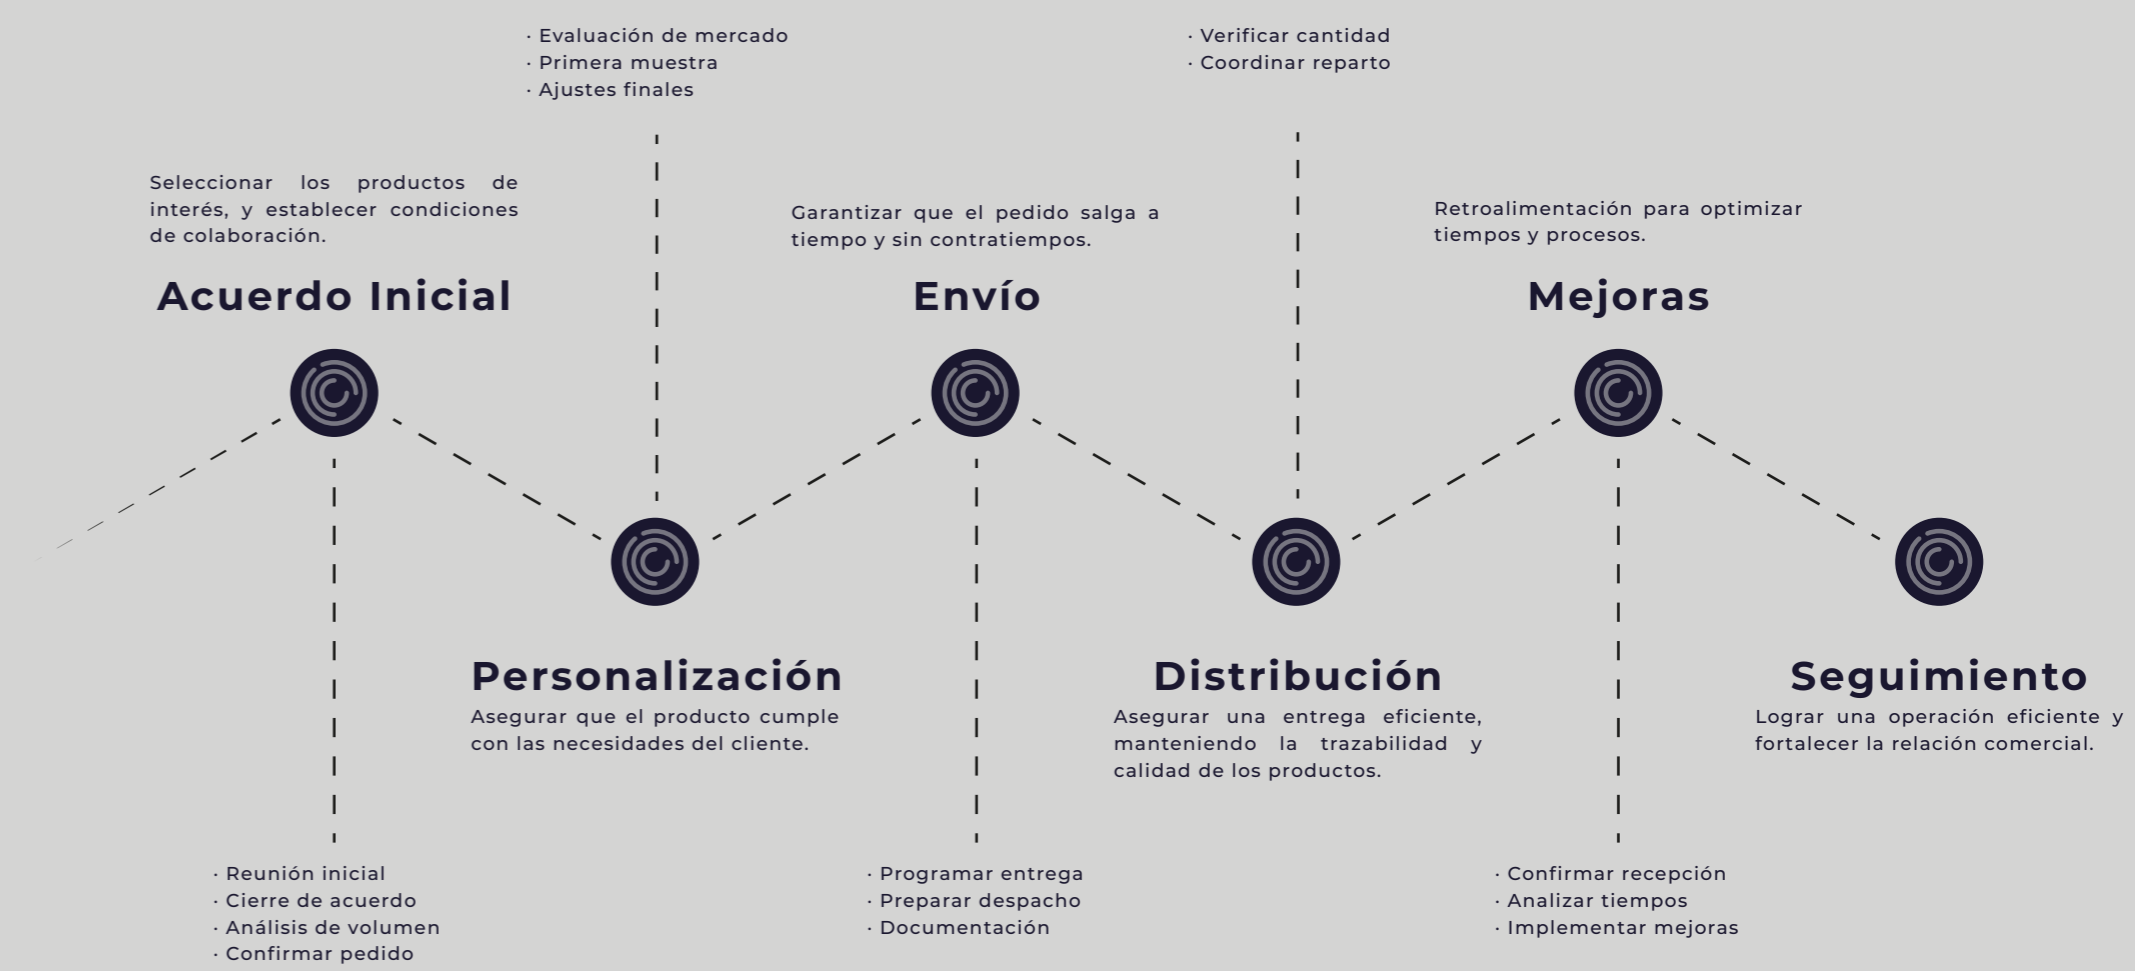 · Evaluación de mercado
· Primera muestra
· Ajustes finales
· Verificar cantidad
· Coordinar reparto
Seleccionar los productos de
interés, y establecer condiciones
de colaboración.
Acuerdo Inicial
Garantizar que el pedido salga a
tiempo y sin contratiempos.
Envío
Retroalimentación para optimizar
tiempos y procesos.
Mejoras
Personalización
Asegurar que el producto cumple
con las necesidades del cliente.
Distribución
Asegurar una entrega eficiente,
manteniendo la trazabilidad y
calidad de los productos.
Seguimiento
Lograr una operación eficiente y
fortalecer la relación comercial.
· Reunión inicial
· Cierre de acuerdo
· Análisis de volumen
· Confirmar pedido
· Programar entrega
· Preparar despacho
· Documentación
· Confirmar recepción
· Analizar tiempos
· Implementar mejoras